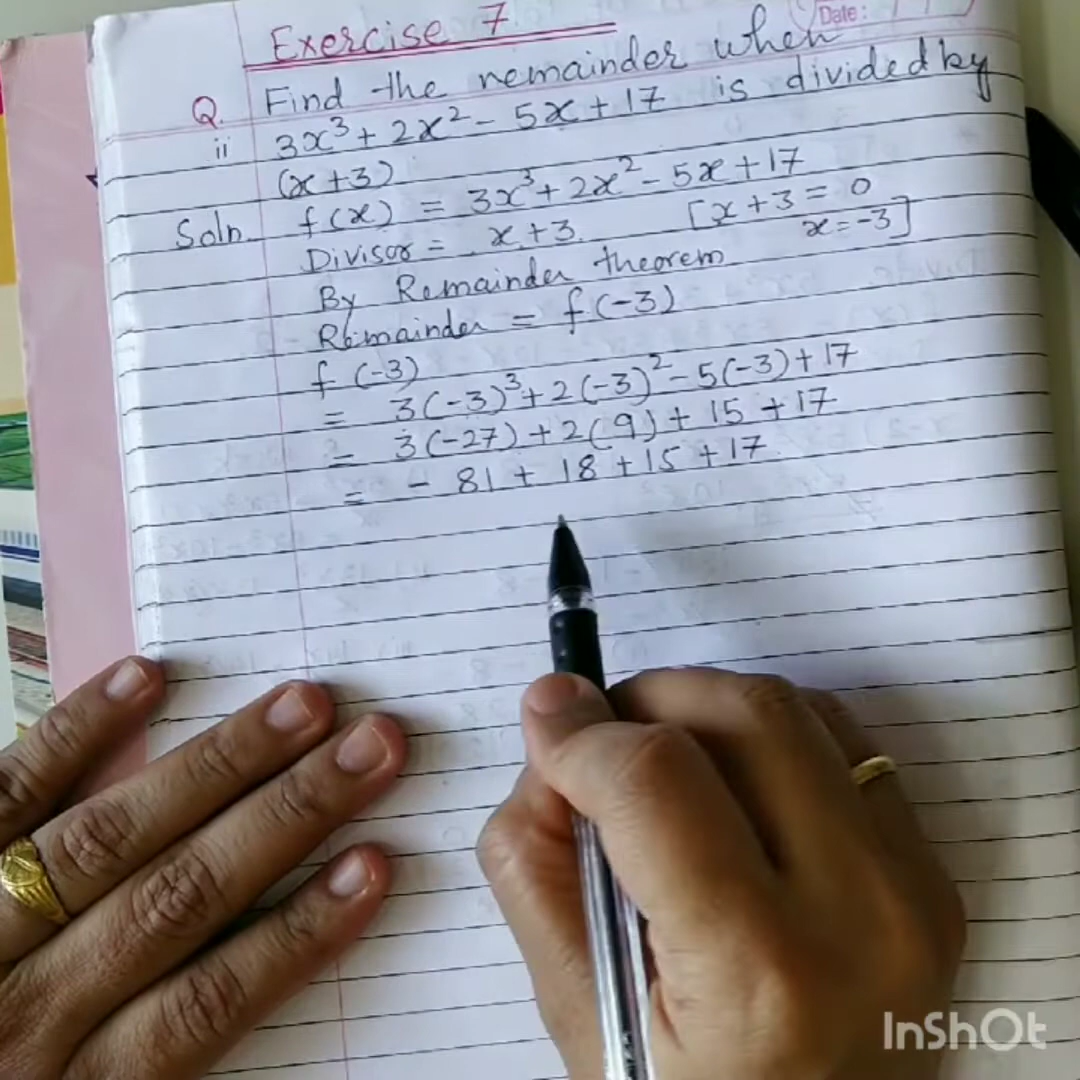 Date:
Exercise 7
Q. Find the remainder when
ii 3x³ + 2x² - 5x + 17 is divided by
(x + 3)
Soln. f(x) = 3x³ + 2x² - 5x + 17
Divisor = x + 3 [x + 3 = 0
x = -3]
By Remainder theorem
Remainder = f(-3)
f(-3)
= 3(-3)³ + 2(-3)² - 5(-3) + 17
= 3(-27) + 2(9) + 15 + 17
= - 81 + 18 + 15 + 17
InShOt